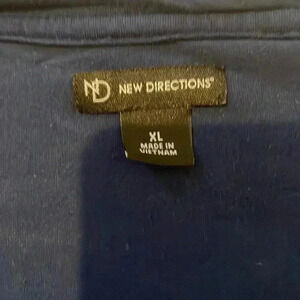 ND NEW DIRECTIONS®
XL
MADE IN
VIETNAM